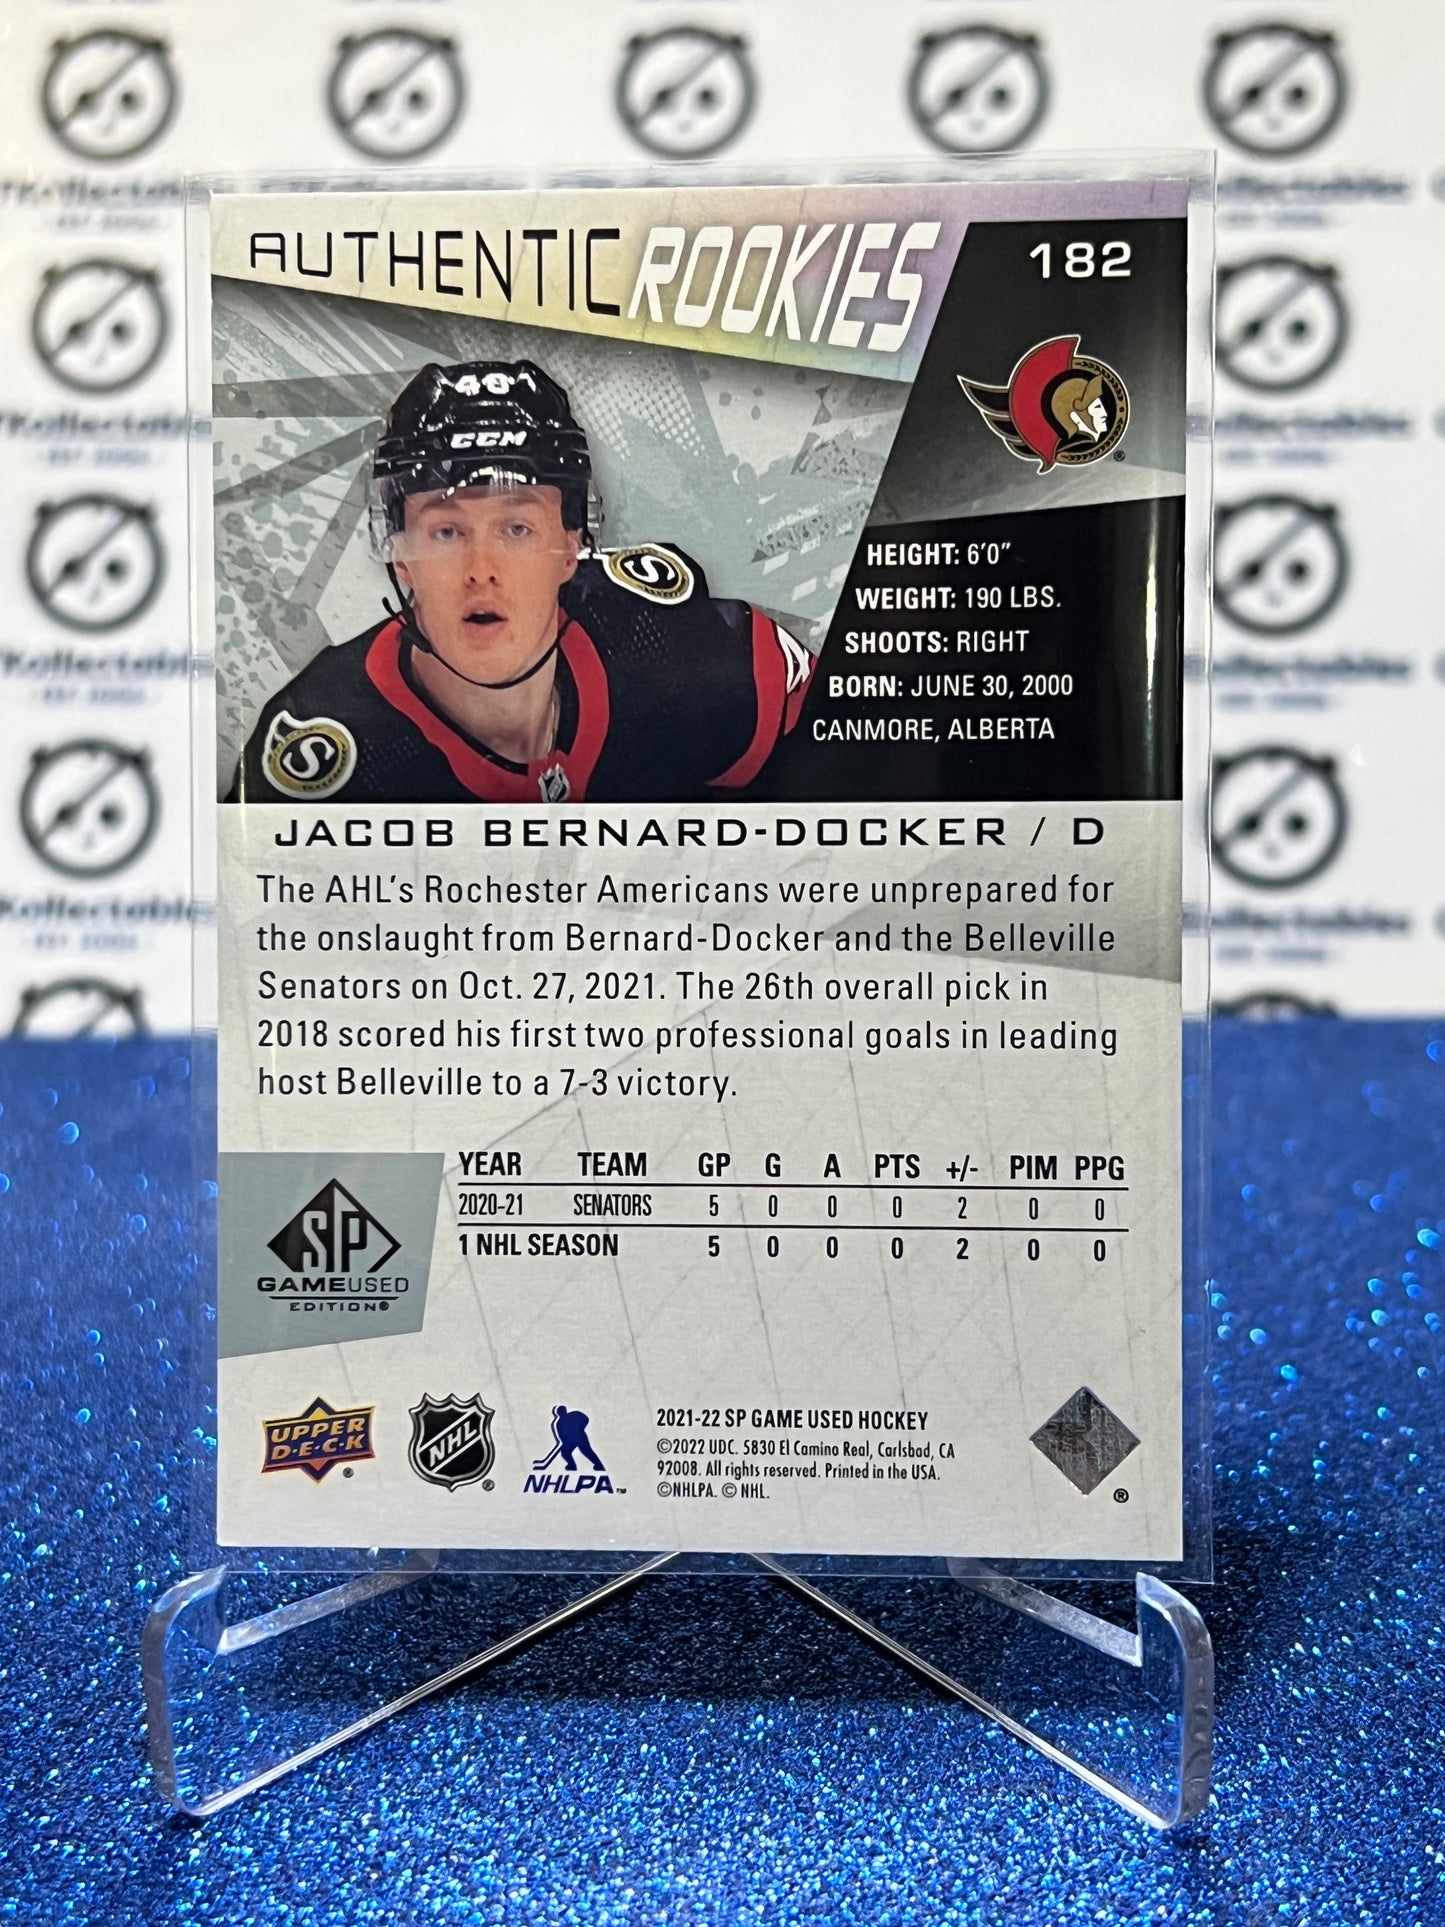 AUTHENTIC ROOKIES
182
48
CCM
S
S
4
HEIGHT: 6'0"
WEIGHT: 190 LBS.
SHOOTS: RIGHT
BORN: JUNE 30, 2000
CANMORE, ALBERTA
JACOB BERNARD-DOCKER / D
The AHL's Rochester Americans were unprepared for
the onslaught from Bernard-Docker and the Belleville
Senators on Oct. 27, 2021. The 26th overall pick in
2018 scored his first two professional goals in leading
host Belleville to a 7-3 victory.
YEAR TEAM GP G A PTS +/- PIM PPG
2020-21 SENATORS 5 0 0 0 2 0 0
1 NHL SEASON 5 0 0 0 2 0 0
SP
GAMEUSED
EDITION®
UPPER
D·E·C·K
®
NHL
®
NHLPA™
2021-22 SP GAME USED HOCKEY
©2022 UDC. 5830 El Camino Real, Carlsbad, CA
92008. All rights reserved. Printed in the USA.
©NHLPA. © NHL.
®